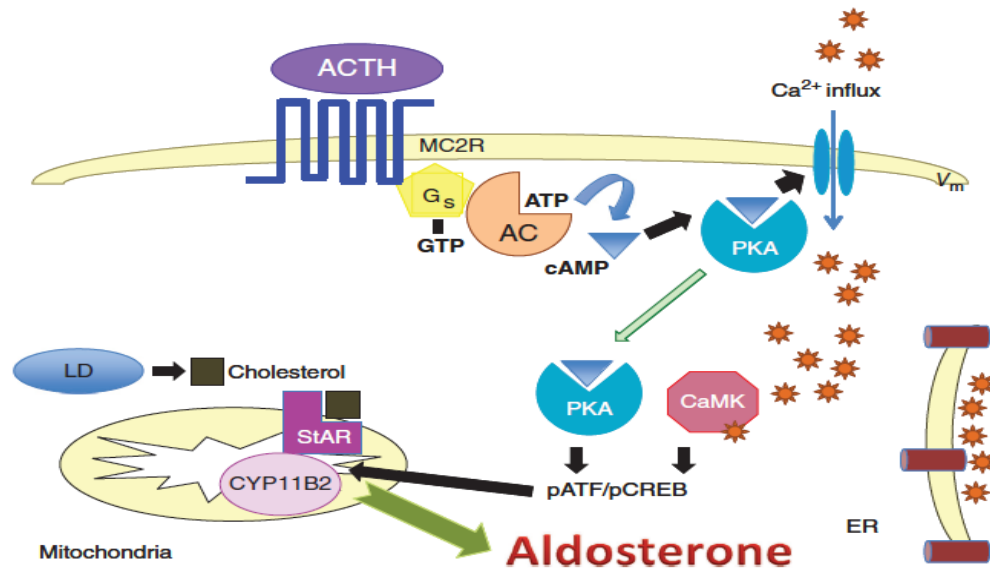 ACTH
Ca²⁺ influx
MC2R
Vm
Gs
ATP
AC
GTP
cAMP
PKA
LD
Cholesterol
StAR
PKA
CaMK
CYP11B2
pATF/pCREB
ER
Mitochondria
Aldosterone